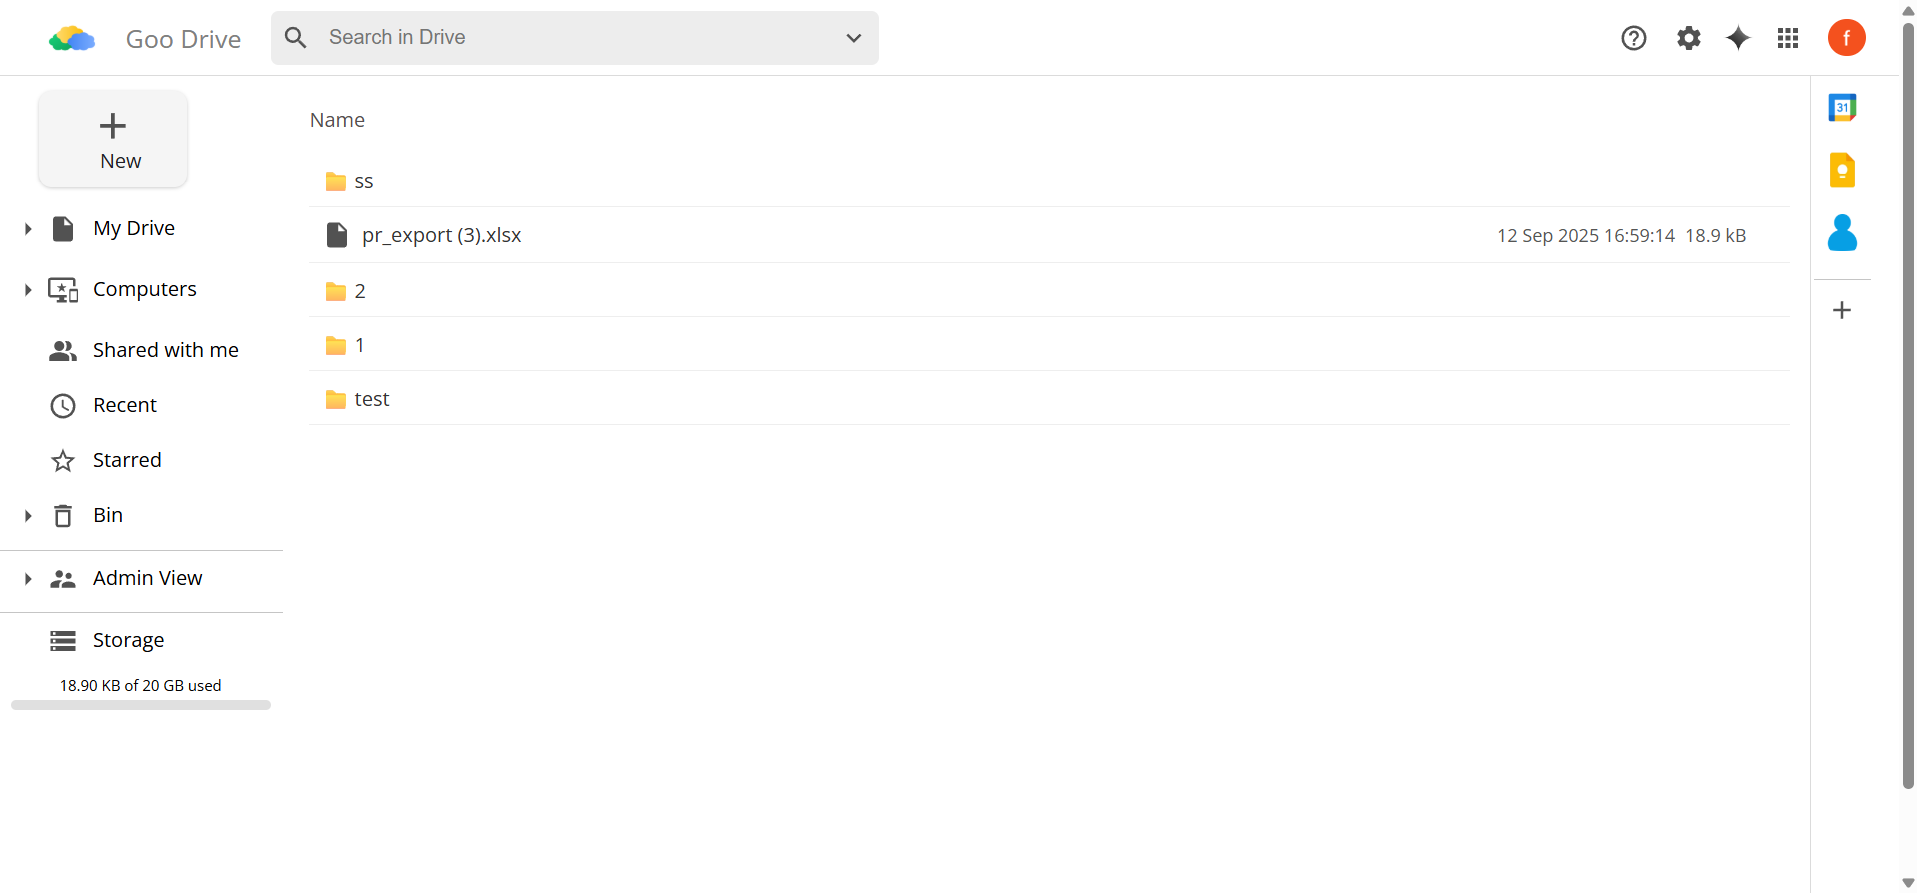 Goo Drive
Search in Drive
f
New
My Drive
Computers
Shared with me
Recent
Starred
Bin
Admin View
Storage
18.90 KB of 20 GB used
Name
ss
pr_export (3).xlsx 12 Sep 2025 16:59:14 18.9 kB
2
1
test
31